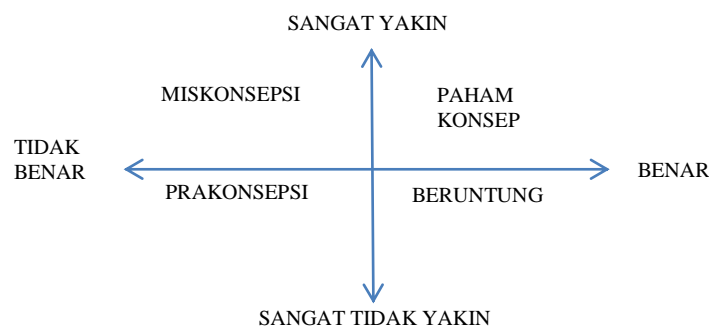 SANGAT YAKIN
MISKONSEPSI
PAHAM
KONSEP
TIDAK
BENAR
BENAR
PRAKONSEPSI
BERUNTUNG
SANGAT TIDAK YAKIN